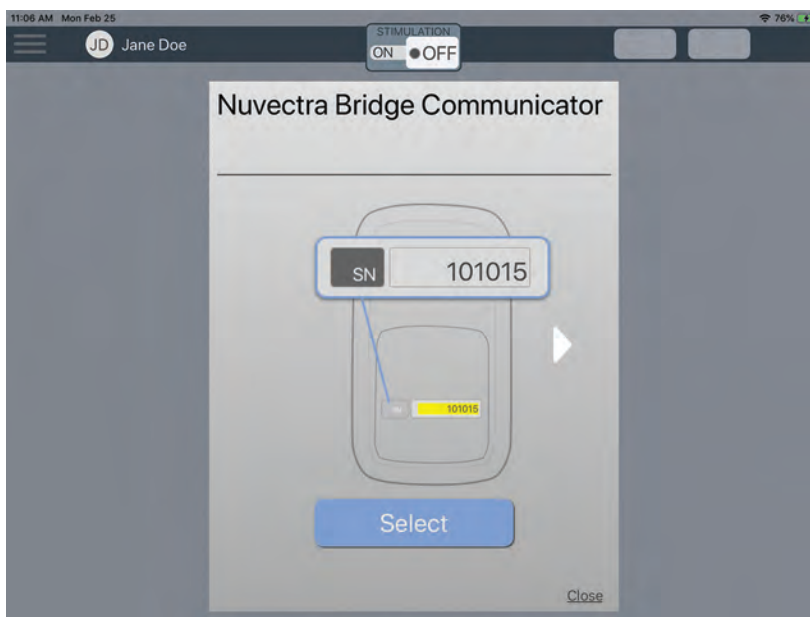 11:06 AM Mon Feb 25 76%
JD Jane Doe
STIMULATION
ON OFF
Nuvectra Bridge Communicator
SN 101015
SN 101015
Select
Close